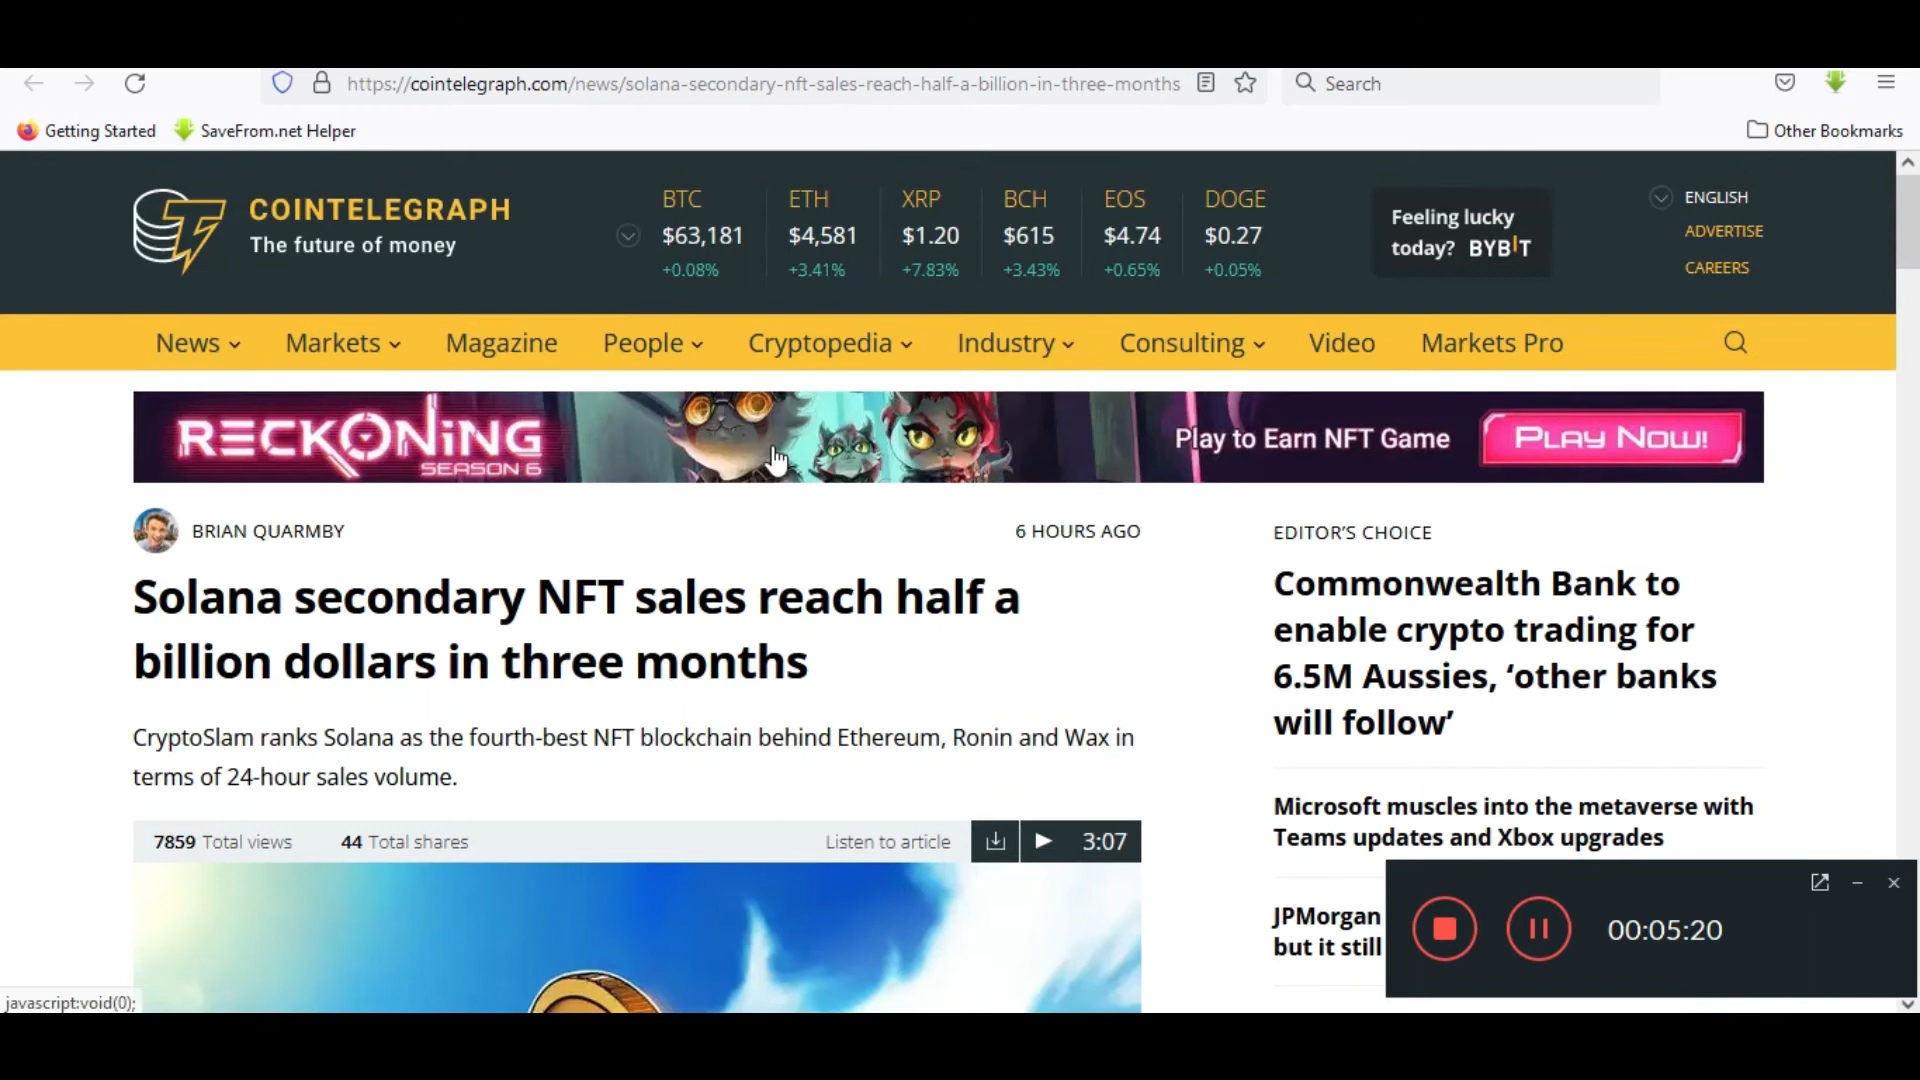 https://cointelegraph.com/news/solana-secondary-nft-sales-reach-half-a-billion-in-three-months
Search
Getting Started
SaveFrom.net Helper
Other Bookmarks
COINTELEGRAPH
The future of money
BTC
$63,181
+0.08%
ETH
$4,581
+3.41%
XRP
$1.20
+7.83%
BCH
$615
+3.43%
EOS
$4.74
+0.65%
DOGE
$0.27
+0.05%
Feeling lucky
today? BYBIT
ENGLISH
ADVERTISE
CAREERS
News
Markets
Magazine
People
Cryptopedia
Industry
Consulting
Video
Markets Pro
RECKONING
SEASON 6
Play to Earn NFT Game
PLAY NOW!
BRIAN QUARMBY
6 HOURS AGO
Solana secondary NFT sales reach half a
billion dollars in three months
CryptoSlam ranks Solana as the fourth-best NFT blockchain behind Ethereum, Ronin and Wax in
terms of 24-hour sales volume.
7859 Total views
44 Total shares
Listen to article
3:07
EDITOR'S CHOICE
Commonwealth Bank to
enable crypto trading for
6.5M Aussies, ‘other banks
will follow’
Microsoft muscles into the metaverse with
Teams updates and Xbox upgrades
JPMorgan
but it still
00:05:20
javascript:void(0);